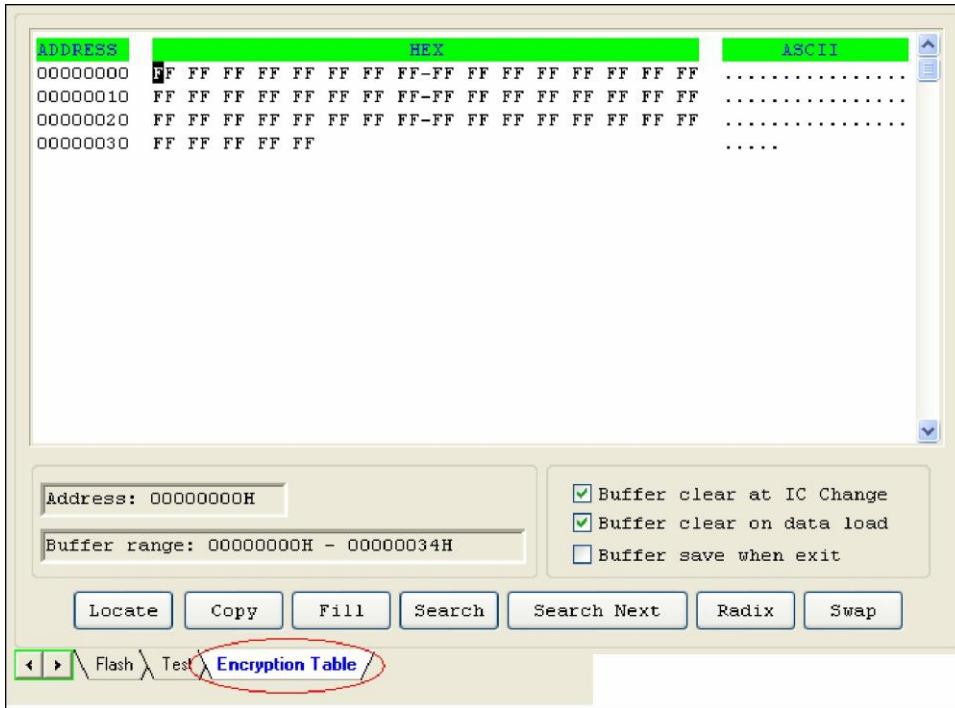 ADDRESS HEX ASCII
00000000 FF FF FF FF FF FF FF FF-FF FF FF FF FF FF FF FF ................
00000010 FF FF FF FF FF FF FF FF-FF FF FF FF FF FF FF FF ................
00000020 FF FF FF FF FF FF FF FF-FF FF FF FF FF FF FF FF ................
00000030 FF FF FF FF FF .....
Address: 00000000H
Buffer range: 00000000H - 00000034H
Buffer clear at IC Change
Buffer clear on data load
Buffer save when exit
Locate Copy Fill Search Search Next Radix Swap
Flash Test Encryption Table